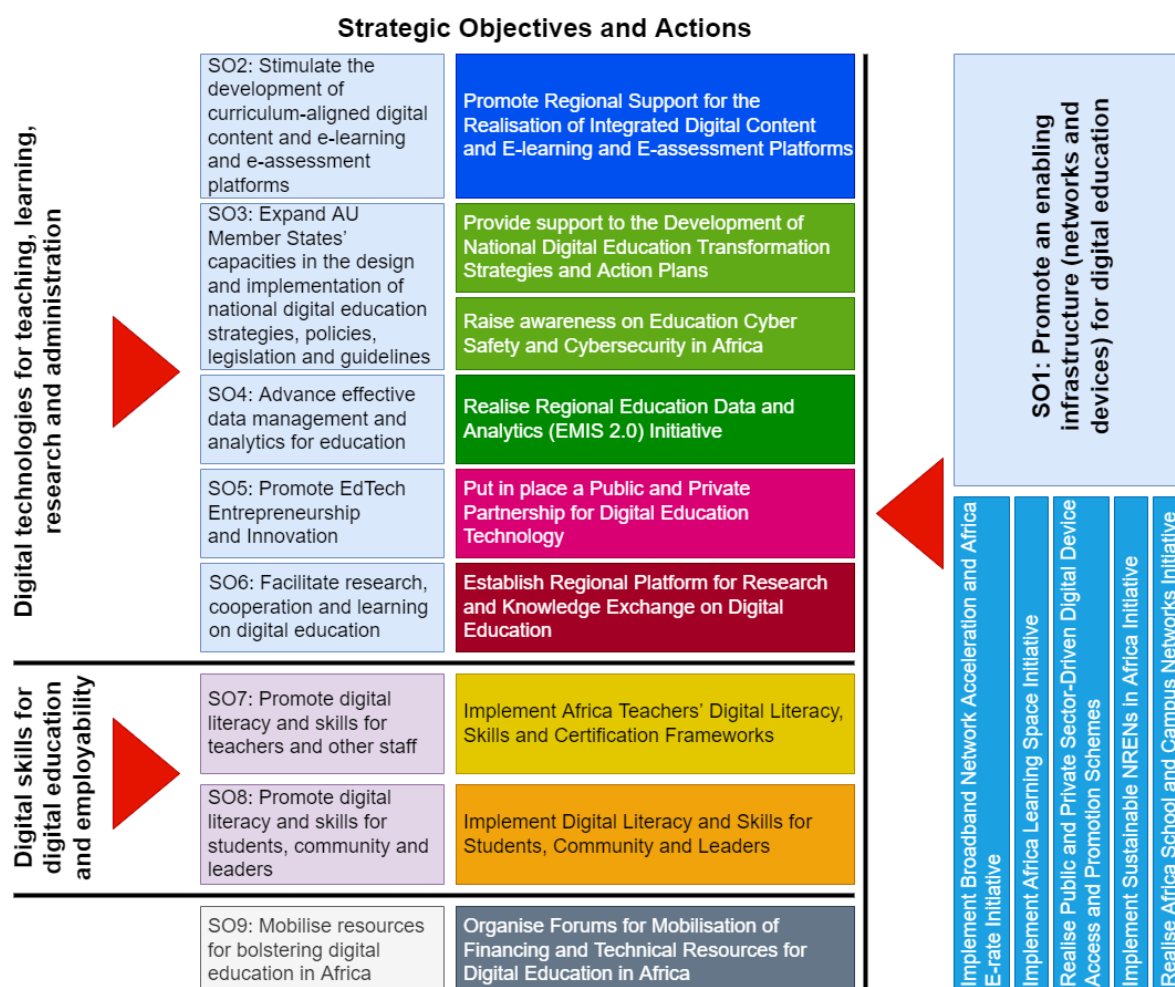 Strategic Objectives and Actions
Digital technologies for teaching, learning,
research and administration
SO2: Stimulate the
development of
curriculum-aligned digital
content and e-learning
and e-assessment
platforms
Promote Regional Support for the
Realisation of Integrated Digital Content
and E-learning and E-assessment Platforms
SO3: Expand AU
Member States’
capacities in the design
and implementation of
national digital education
strategies, policies,
legislation and guidelines
Provide support to the Development of
National Digital Education Transformation
Strategies and Action Plans
Raise awareness on Education Cyber
Safety and Cybersecurity in Africa
SO4: Advance effective
data management and
analytics for education
Realise Regional Education Data and
Analytics (EMIS 2.0) Initiative
SO5: Promote EdTech
Entrepreneurship
and Innovation
Put in place a Public and Private
Partnership for Digital Education
Technology
SO6: Facilitate research,
cooperation and learning
on digital education
Establish Regional Platform for Research
and Knowledge Exchange on Digital
Education
Digital skills for
digital education
and employability
SO7: Promote digital
literacy and skills for
teachers and other staff
Implement Africa Teachers’ Digital Literacy,
Skills and Certification Frameworks
SO8: Promote digital
literacy and skills for
students, community and
leaders
Implement Digital Literacy and Skills for
Students, Community and Leaders
SO9: Mobilise resources
for bolstering digital
education in Africa
Organise Forums for Mobilisation of
Financing and Technical Resources for
Digital Education in Africa
SO1: Promote an enabling
infrastructure (networks and
devices) for digital education
Implement Broadband Network Acceleration and Africa
E-rate Initiative
Implement Africa Learning Space Initiative
Realise Public and Private Sector-Driven Digital Device
Access and Promotion Schemes
Implement Sustainable NRENs in Africa Initiative
Realise Africa School and Campus Networks Initiative